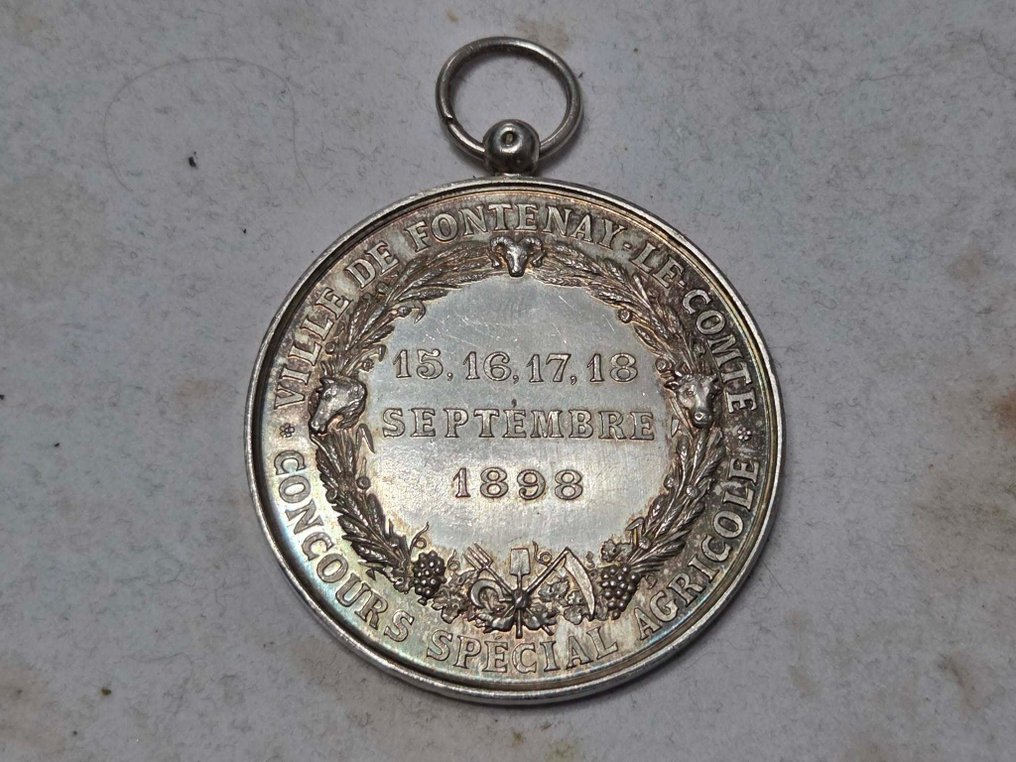 VILLE DE FONTENAY-LE-COMTE
15, 16, 17, 18
SEPTEMBRE
1898
CONCOURS SPÉCIAL AGRICOLE